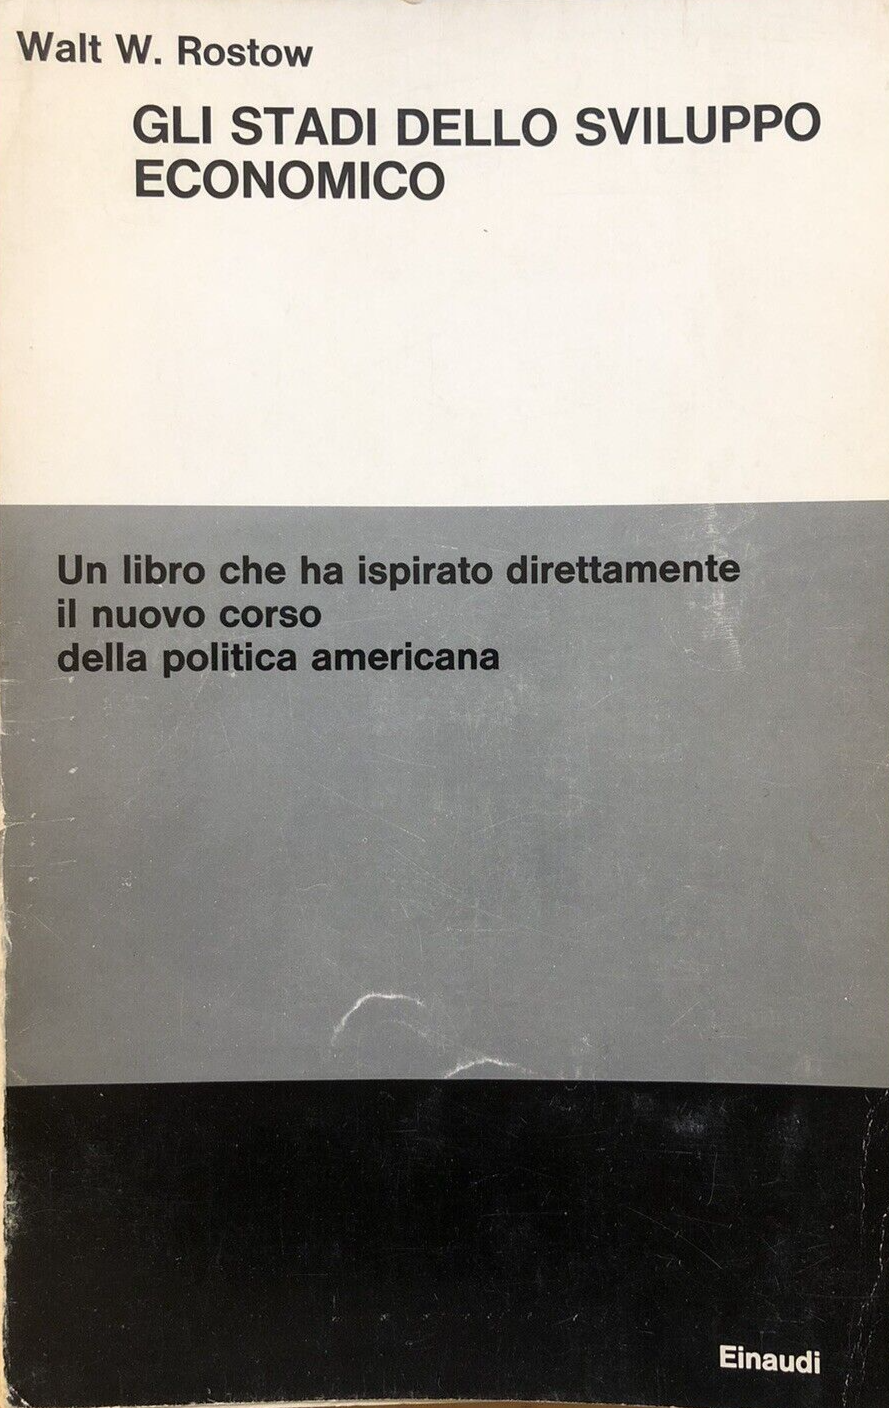 Walt W. Rostow
GLI STADI DELLO SVILUPPO
ECONOMICO
Un libro che ha ispirato direttamente
il nuovo corso
della politica americana
Einaudi